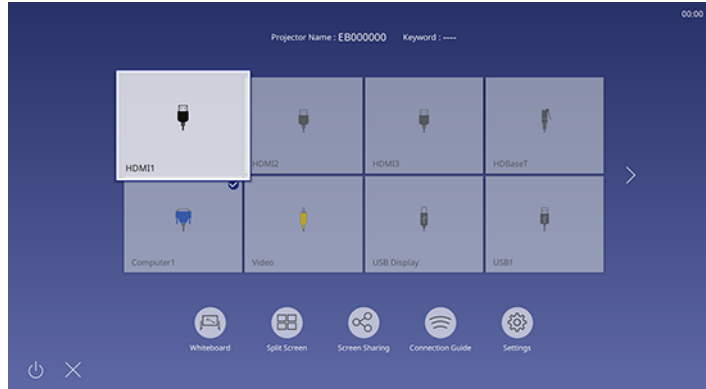 00:00
Projector Name : EB000000 Keyword : ----
HDMI1
HDMI2
HDMI3
HDBaseT
Computer1
Video
USB Display
USB1
Whiteboard
Split Screen
Screen Sharing
Connection Guide
Settings